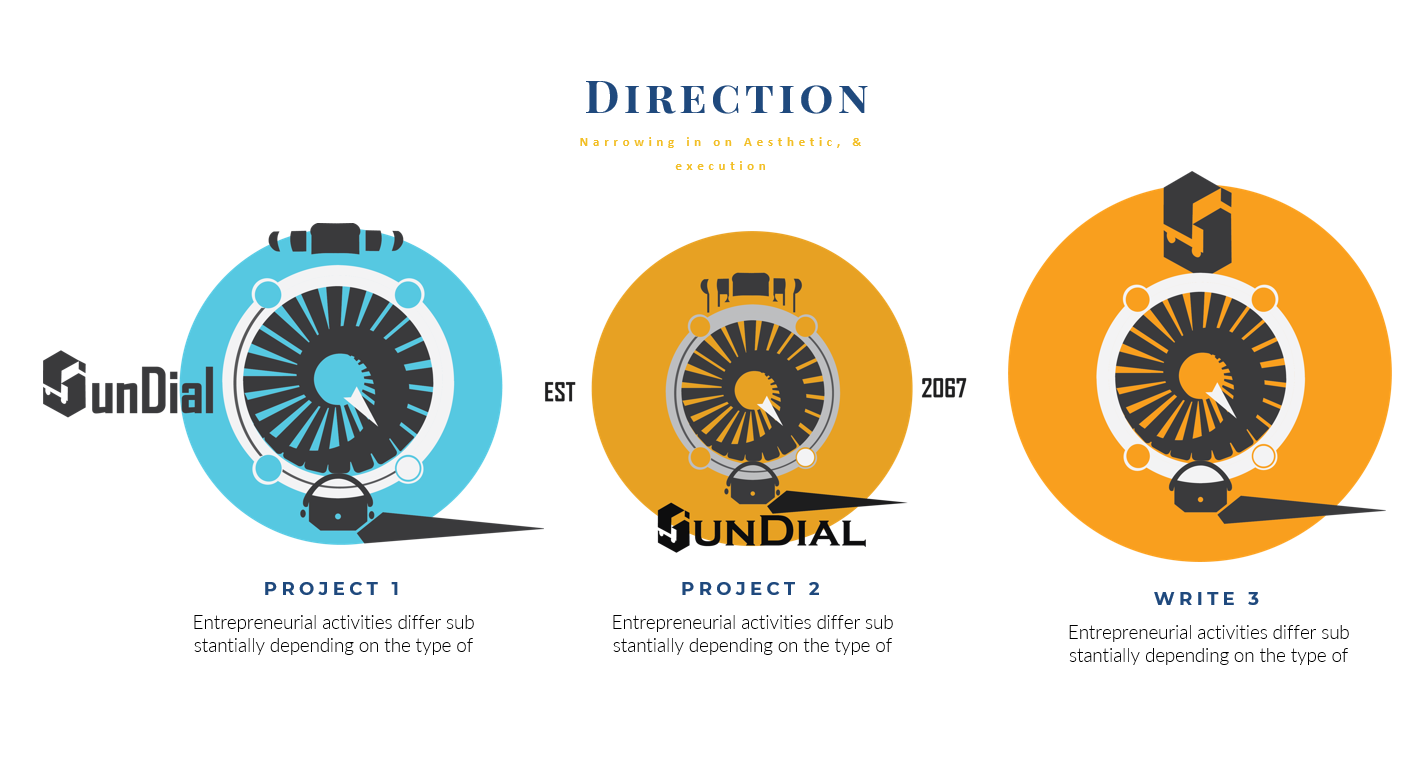 Direction
Narrowing in on Aesthetic, &
execution
SunDial
EST
2067
SunDial
PROJECT 1
Entrepreneurial activities differ sub
stantially depending on the type of
PROJECT 2
Entrepreneurial activities differ sub
stantially depending on the type of
WRITE 3
Entrepreneurial activities differ sub
stantially depending on the type of